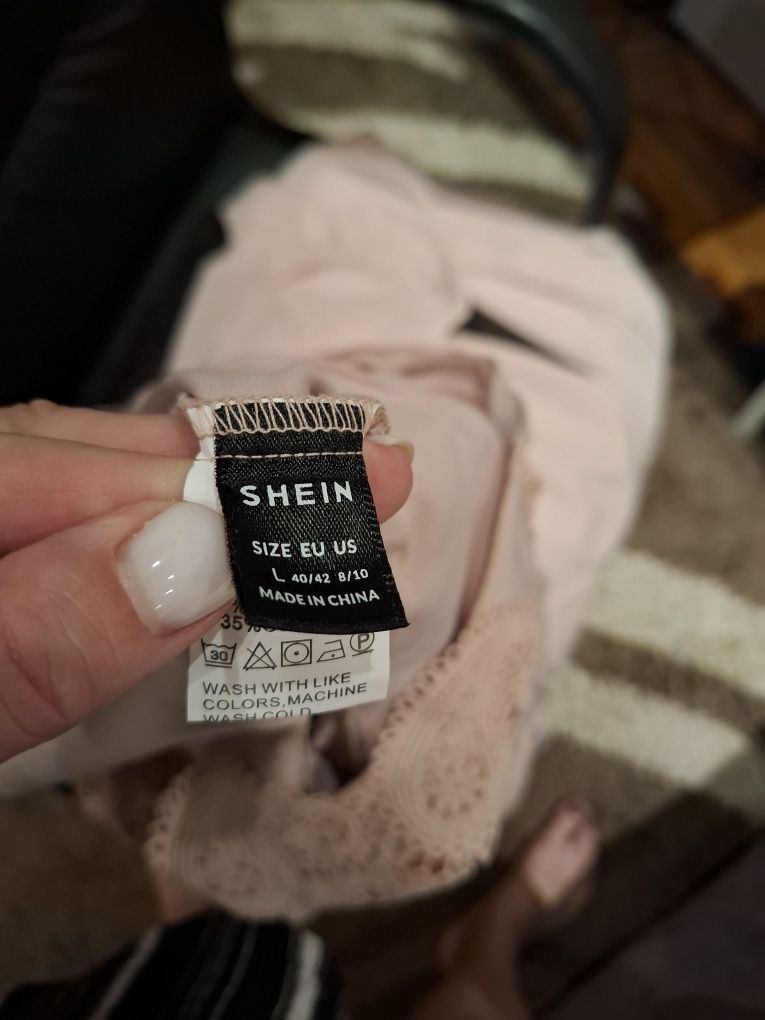 SHEIN
SIZE EU US
L 40/42 8/10
MADE IN CHINA
35%
30
P
WASH WITH LIKE
COLORS,MACHINE
WASH COLD